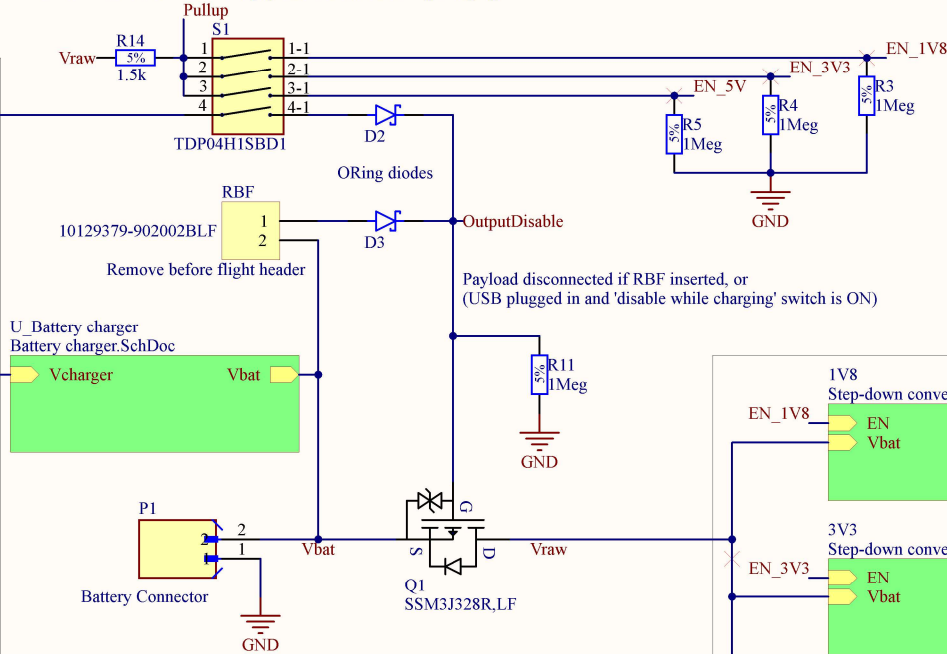 Pullup
S1
R14
Vraw
5%
1.5k
1
1-1
2
2-1
3
3-1
4
4-1
TDP04H1SBD1
D2
EN_1V8
EN_3V3
EN_5V
5%
R3
1Meg
5%
R4
1Meg
5%
R5
1Meg
GND
ORing diodes
RBF
1
2
10129379-902002BLF
D3
OutputDisable
Remove before flight header
Payload disconnected if RBF inserted, or
(USB plugged in and 'disable while charging' switch is ON)
U_Battery charger
Battery charger.SchDoc
Vcharger
Vbat
5%
R11
1Meg
GND
1V8
Step-down conve
EN_1V8
EN
Vbat
3V3
Step-down conve
EN_3V3
EN
Vbat
P1
2
2
1
1
Battery Connector
GND
Vbat
G
S
D
Vraw
Q1
SSM3J328R,LF